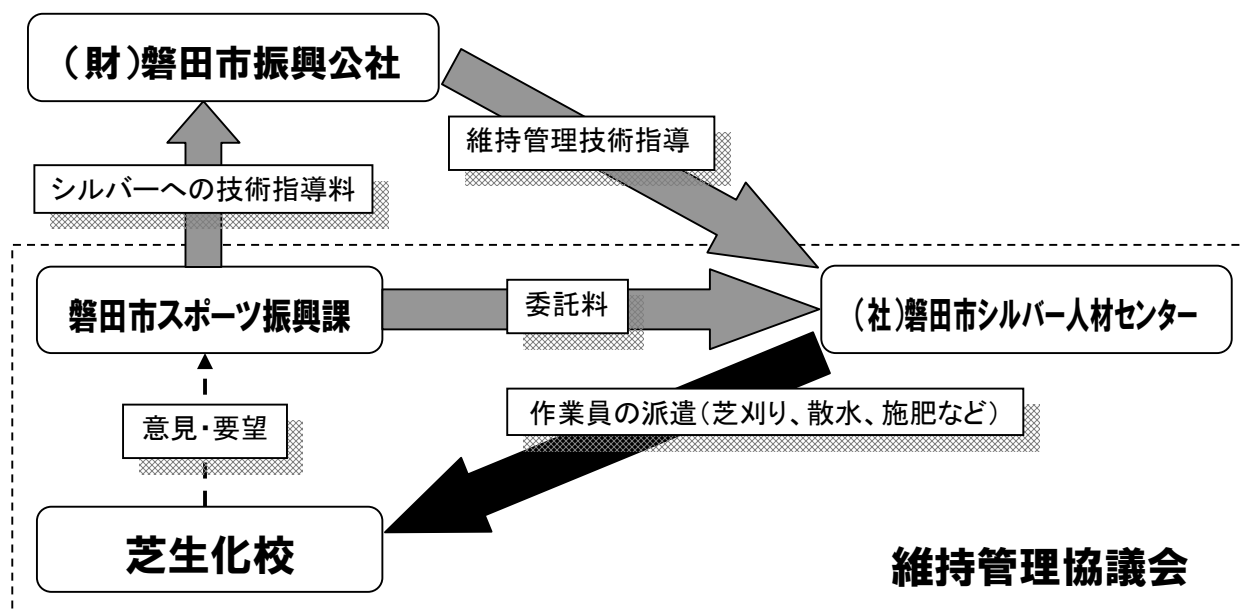 (財)磐田市振興公社
維持管理技術指導
シルバーへの技術指導料
磐田市スポーツ振興課
委託料
(社)磐田市シルバー人材センター
作業員の派遣(芝刈り、散水、施肥など)
意見・要望
芝生化校
維持管理協議会